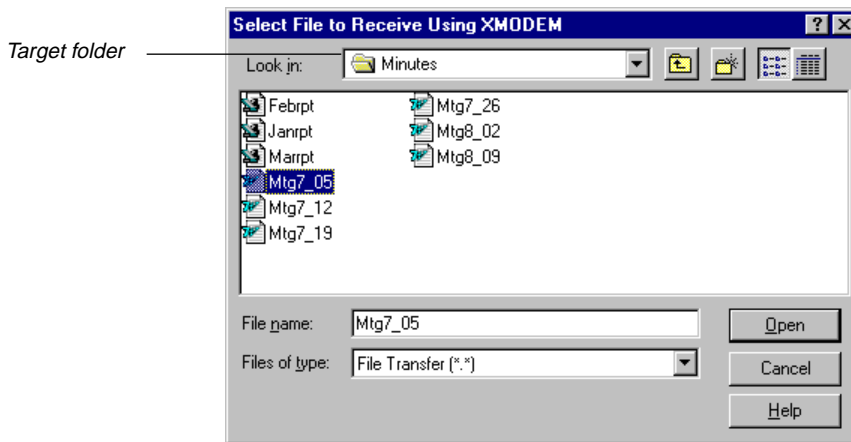 Select File to Receive Using XMODEM
Target folder
Look in:
Minutes
Febrpt
Janrpt
Marrpt
Mtg7_05
Mtg7_12
Mtg7_19
Mtg7_26
Mtg8_02
Mtg8_09
File name:
Mtg7_05
Open
Files of type:
File Transfer (*.*)
Cancel
Help